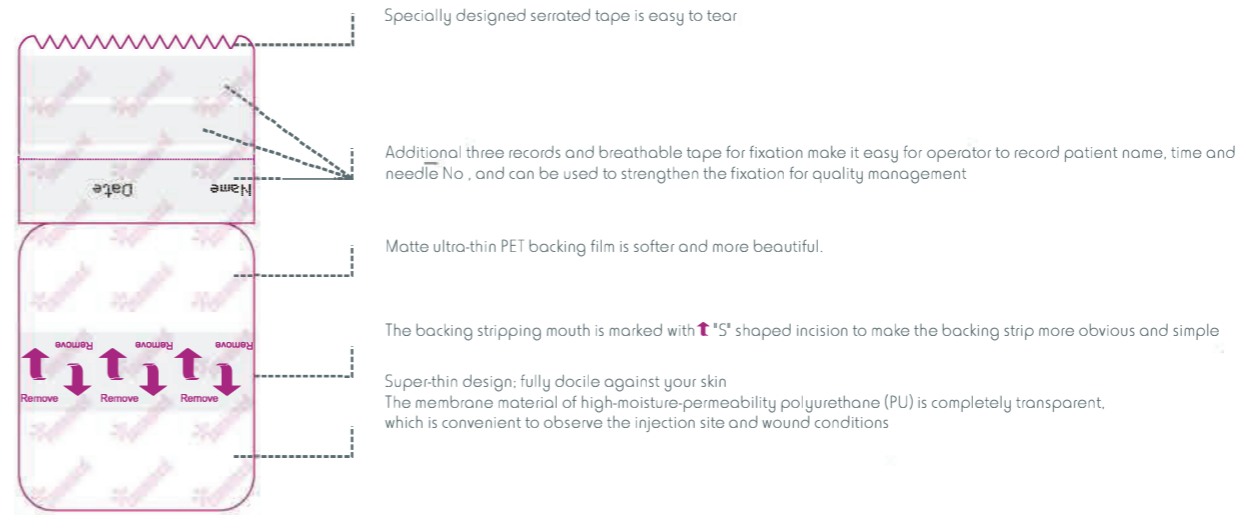 Specially designed serrated tape is easy to tear
Additional three records and breathable tape for fixation make it easy for operator to record patient name, time and
needle No , and can be used to strengthen the fixation for quality management
Date Name
Matte ultra-thin PET backing film is softer and more beautiful.
The backing stripping mouth is marked with "S" shaped incision to make the backing strip more obvious and simple
Remove Remove Remove
Remove Remove Remove
Super-thin design; fully docile against your skin
The membrane material of high-moisture-permeability polyurethane (PU) is completely transparent,
which is convenient to observe the injection site and wound conditions